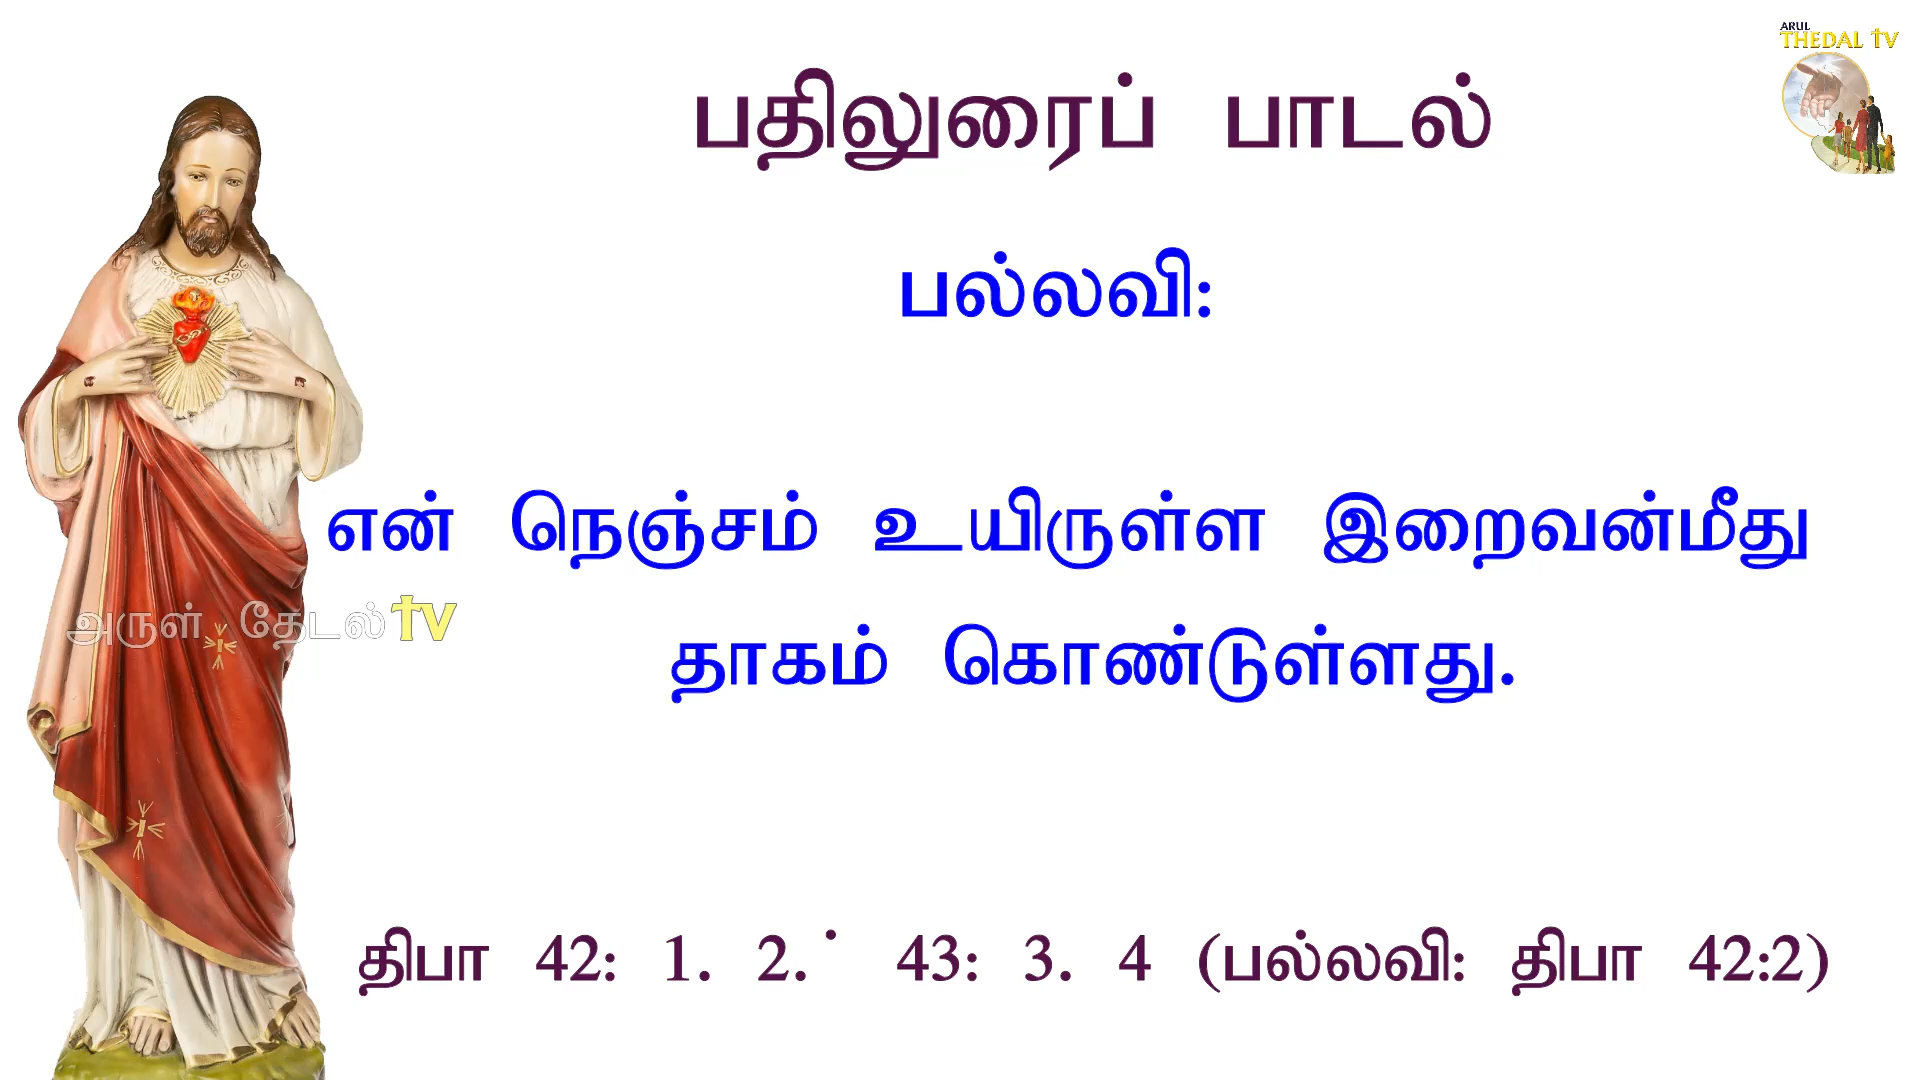 ARUL
THEDAL TV
பதிலுரைப் பாடல்
பல்லவி:
என் நெஞ்சம் உயிருள்ள இறைவன்மீது
அருள் தேடல் TV
தாகம் கொண்டுள்ளது.
திபா 42: 1. 2.˙ 43: 3. 4 (பல்லவி: திபா 42:2)